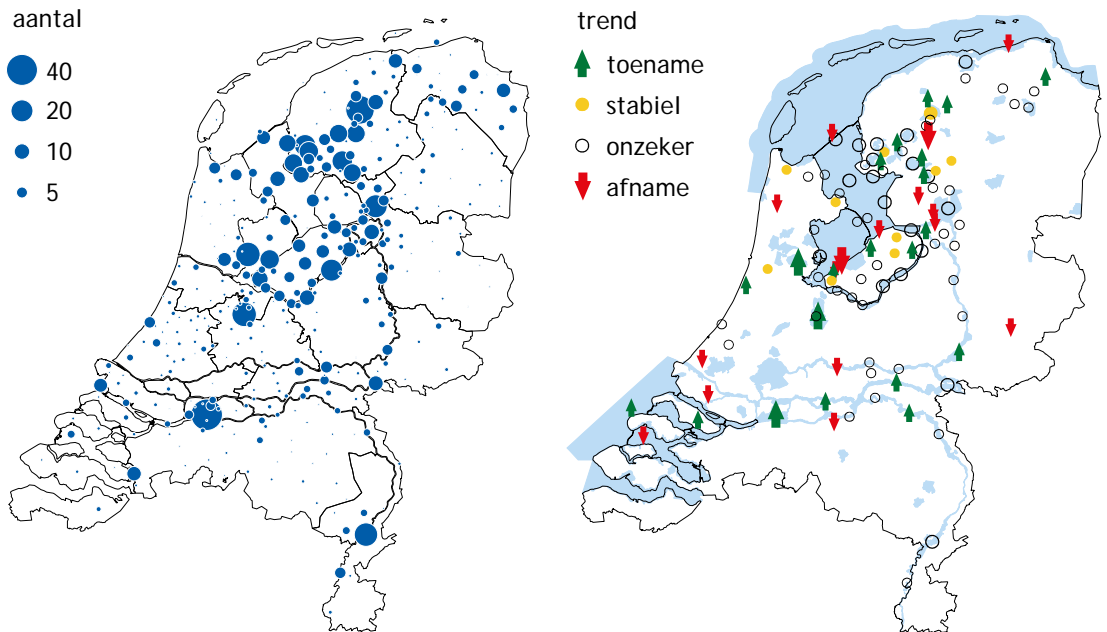 aantal
40
20
10
5
trend
toename
stabiel
onzeker
afname